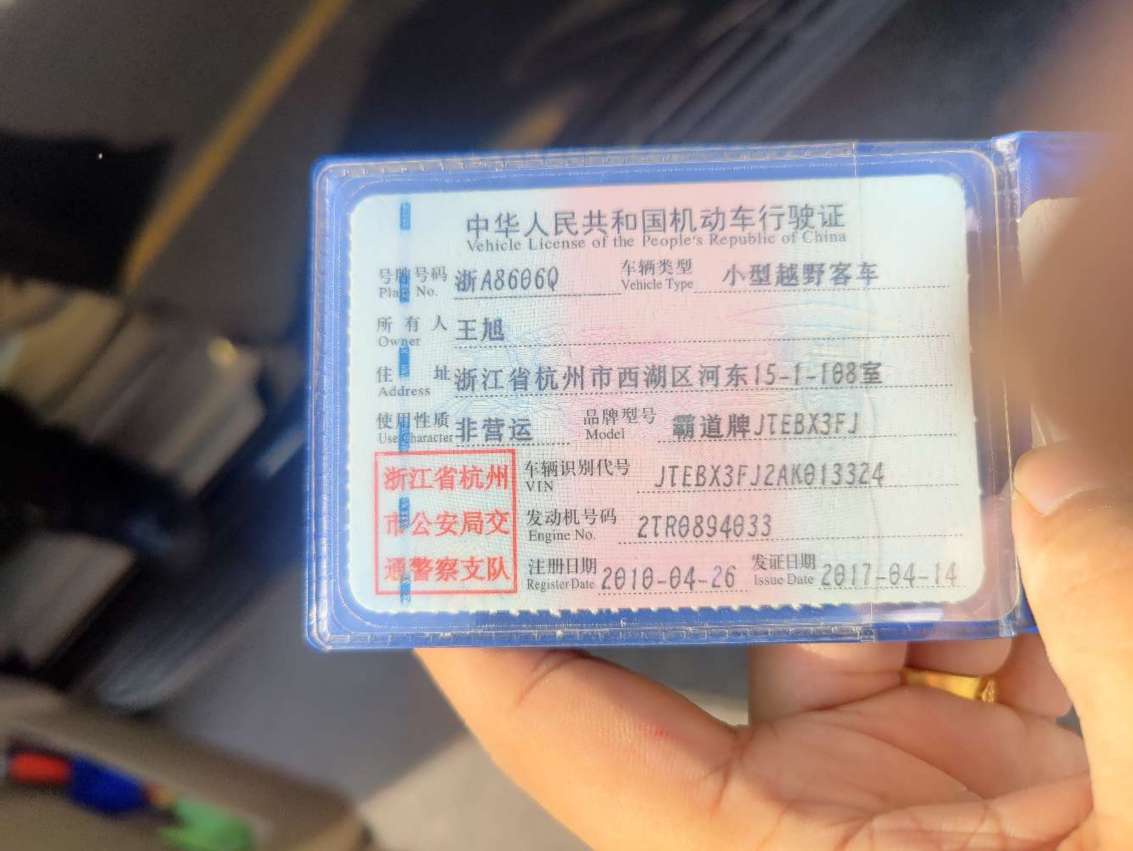 中华人民共和国机动车行驶证
Vehicle License of the People's Republic of China
号牌号码 浙A8606Q 车辆类型 小型越野客车
Plate No. Vehicle Type
所有人 王旭
Owner
住址 浙江省杭州市西湖区河东15-1-108室
Address
使用性质 非营运 品牌型号 霸道牌JTEBX3FJ
Use Character Model
浙江省杭州
市公安局交
通警察支队
车辆识别代号 JTEBX3FJ2AK013324
VIN
发动机号码 2TR0894033
Engine No.
注册日期 2010-04-26 发证日期 2017-04-14
Register Date Issue Date